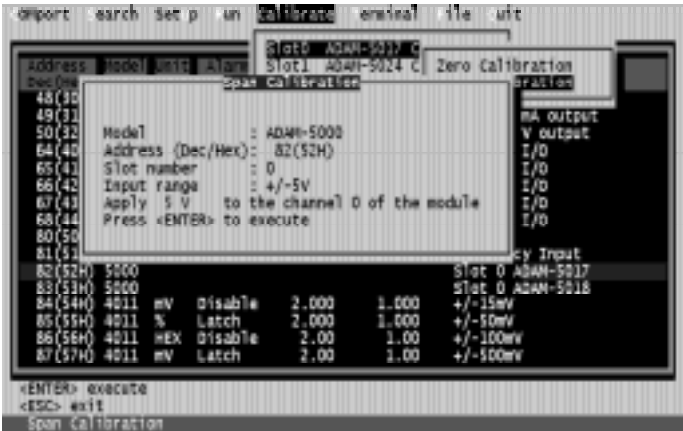 COMport Search Set p un Calibrate erminal ile uit
Slot0 ADAM-5017 C
Slot1 ADAM-5024 C
Zero Calibration
Address Model Unit Alarm
Span Calibration
Model : ADAM-5000
Address (Dec/Hex): 82(52H)
Slot number : 0
Input range : +/-5V
Apply 5 V to the channel 0 of the module
Press <ENTER> to execute
48(30
49(31 mA output
50(32 V output
64(40 I/O
65(41 I/O
66(42 I/O
67(43 I/O
68(44 I/O
80(50
81(51 cy Input
82(52H) 5000 Slot 0 ADAM-5017
83(53H) 5000 Slot 0 ADAM-5018
84(54H) 4011 mV Disable 2.000 1.000 +/-15mV
85(55H) 4011 % Latch 2.000 1.000 +/-50mV
86(56H) 4011 HEX Disable 2.00 1.00 +/-100mV
87(57H) 4011 mV Latch 2.00 1.00 +/-500mV
<ENTER> execute
<ESC> exit
Span Calibration